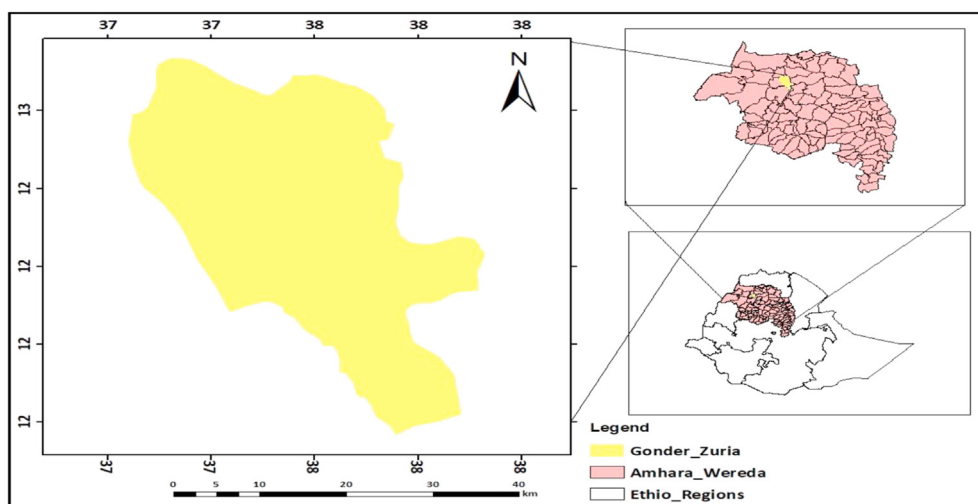 37 37 38 38 38
N
13
12
12
12
12
37 37 38 38 38
0 5 10 20 30 40
km
Legend
Gonder_Zuria
Amhara_Wereda
Ethio_Regions